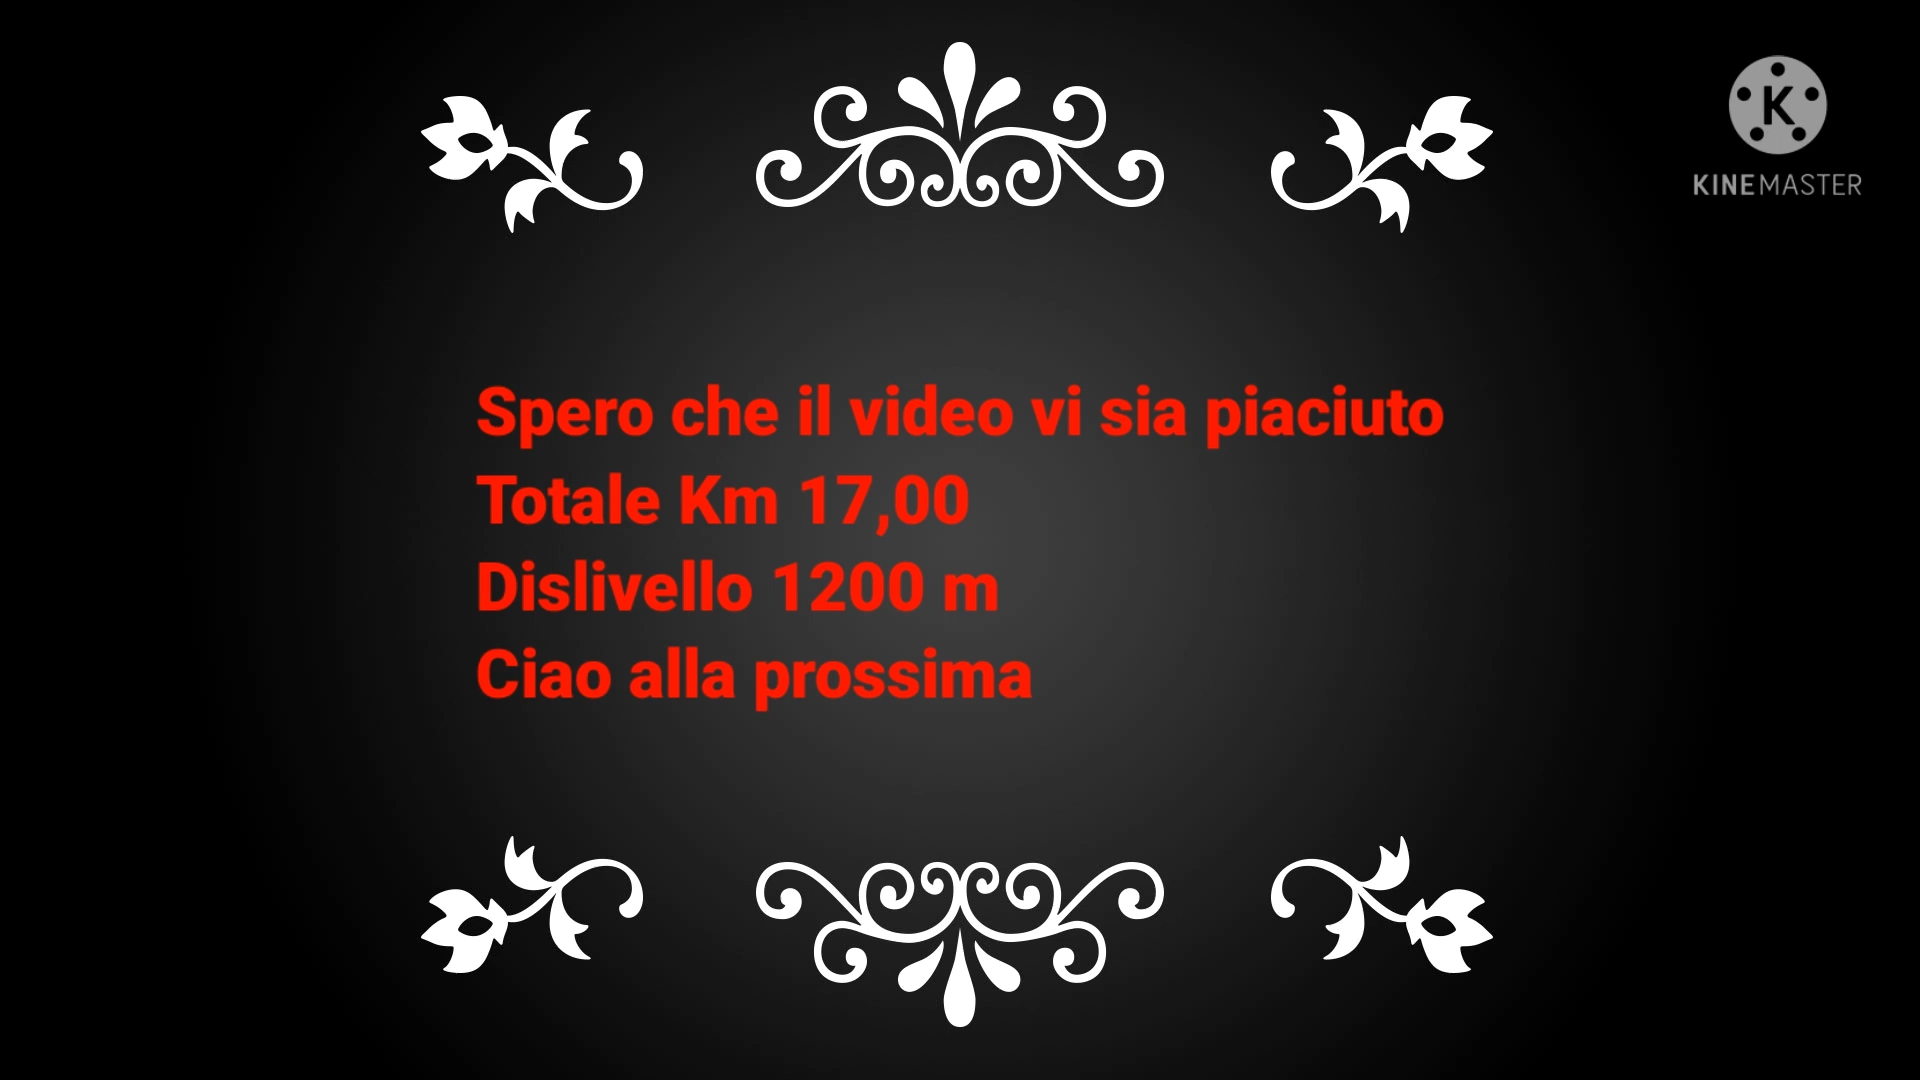 K
KINEMASTER
Spero che il video vi sia piaciuto
Totale Km 17,00
Dislivello 1200 m
Ciao alla prossima